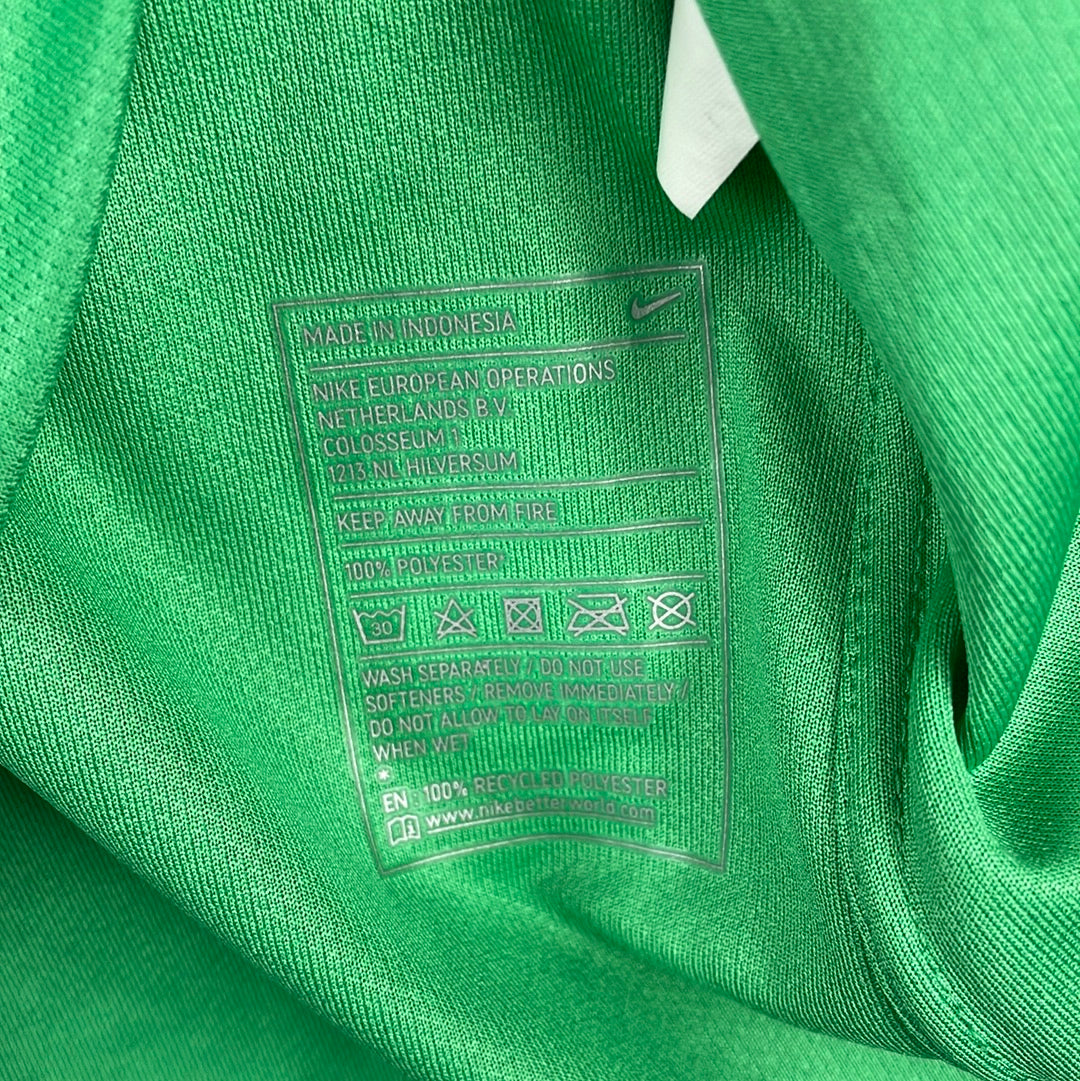 MADE IN INDONESIA
NIKE EUROPEAN OPERATIONS
NETHERLANDS B.V.
COLOSSEUM 1
1213 NL HILVERSUM
KEEP AWAY FROM FIRE
100% POLYESTER*
30
WASH SEPARATELY / DO NOT USE
SOFTENERS / REMOVE IMMEDIATELY /
DO NOT ALLOW TO LAY ON ITSELF
WHEN WET
*
EN : 100% RECYCLED POLYESTER
www.nikebetterworld.com